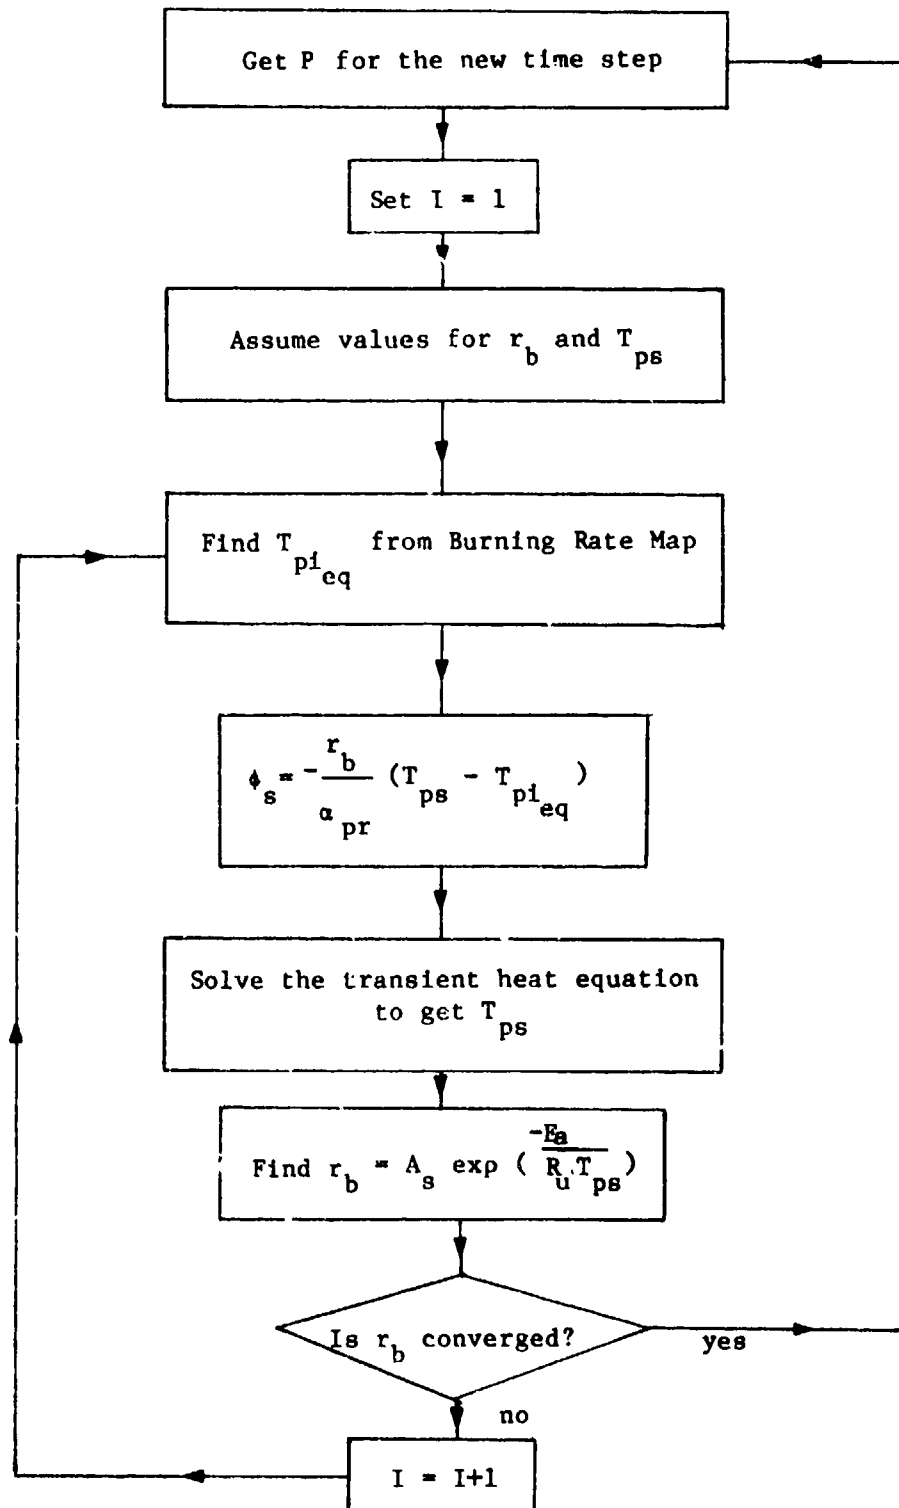 Get P for the new time step
Set I = 1
Assume values for r_b and T_ps
Find T_pi_eq from Burning Rate Map
ϕ_s = - r_b / α_pr (T_ps - T_pi_eq)
Solve the transient heat equation
to get T_ps
Find r_b = A_s exp (-E_a / R_u T_ps)
Is r_b converged?
yes
no
I = I+1